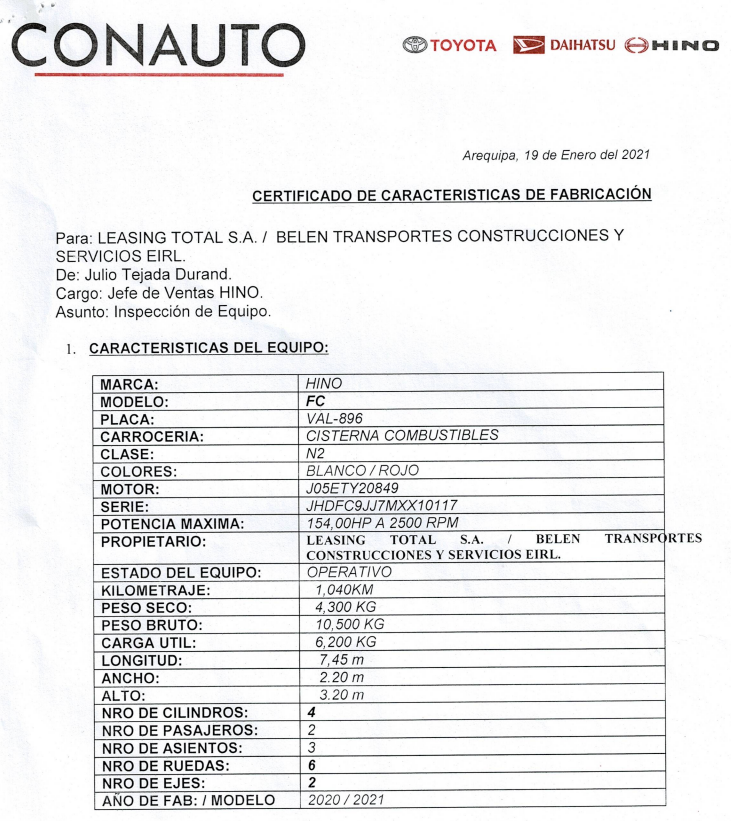 CONAUTO
TOYOTA DAIHATSU HINO
Arequipa, 19 de Enero del 2021
CERTIFICADO DE CARACTERISTICAS DE FABRICACIÓN
Para: LEASING TOTAL S.A. / BELEN TRANSPORTES CONSTRUCCIONES Y
SERVICIOS EIRL.
De: Julio Tejada Durand.
Cargo: Jefe de Ventas HINO.
Asunto: Inspección de Equipo.
1. CARACTERISTICAS DEL EQUIPO:
MARCA: HINO
MODELO: FC
PLACA: VAL-896
CARROCERIA: CISTERNA COMBUSTIBLES
CLASE: N2
COLORES: BLANCO / ROJO
MOTOR: J05ETY20849
SERIE: JHDFC9JJ7MXX10117
POTENCIA MAXIMA: 154,00HP A 2500 RPM
PROPIETARIO: LEASING TOTAL S.A. / BELEN TRANSPORTES
CONSTRUCCIONES Y SERVICIOS EIRL.
ESTADO DEL EQUIPO: OPERATIVO
KILOMETRAJE: 1,040KM
PESO SECO: 4,300 KG
PESO BRUTO: 10,500 KG
CARGA UTIL: 6,200 KG
LONGITUD: 7,45 m
ANCHO: 2.20 m
ALTO: 3.20 m
NRO DE CILINDROS: 4
NRO DE PASAJEROS: 2
NRO DE ASIENTOS: 3
NRO DE RUEDAS: 6
NRO DE EJES: 2
AÑO DE FAB: / MODELO 2020 / 2021